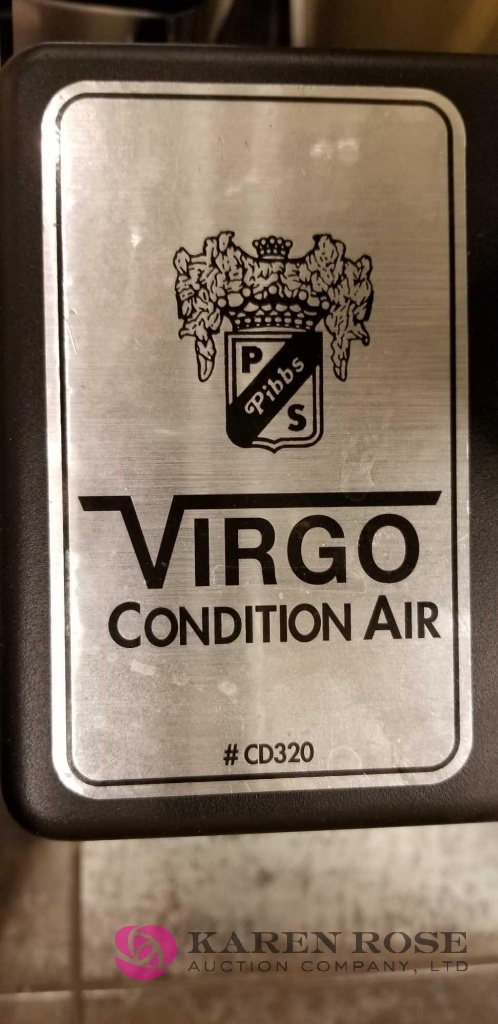 P
Pibbs
S
VIRGO
CONDITION AIR
# CD320
KAREN ROSE
AUCTION COMPANY, LTD